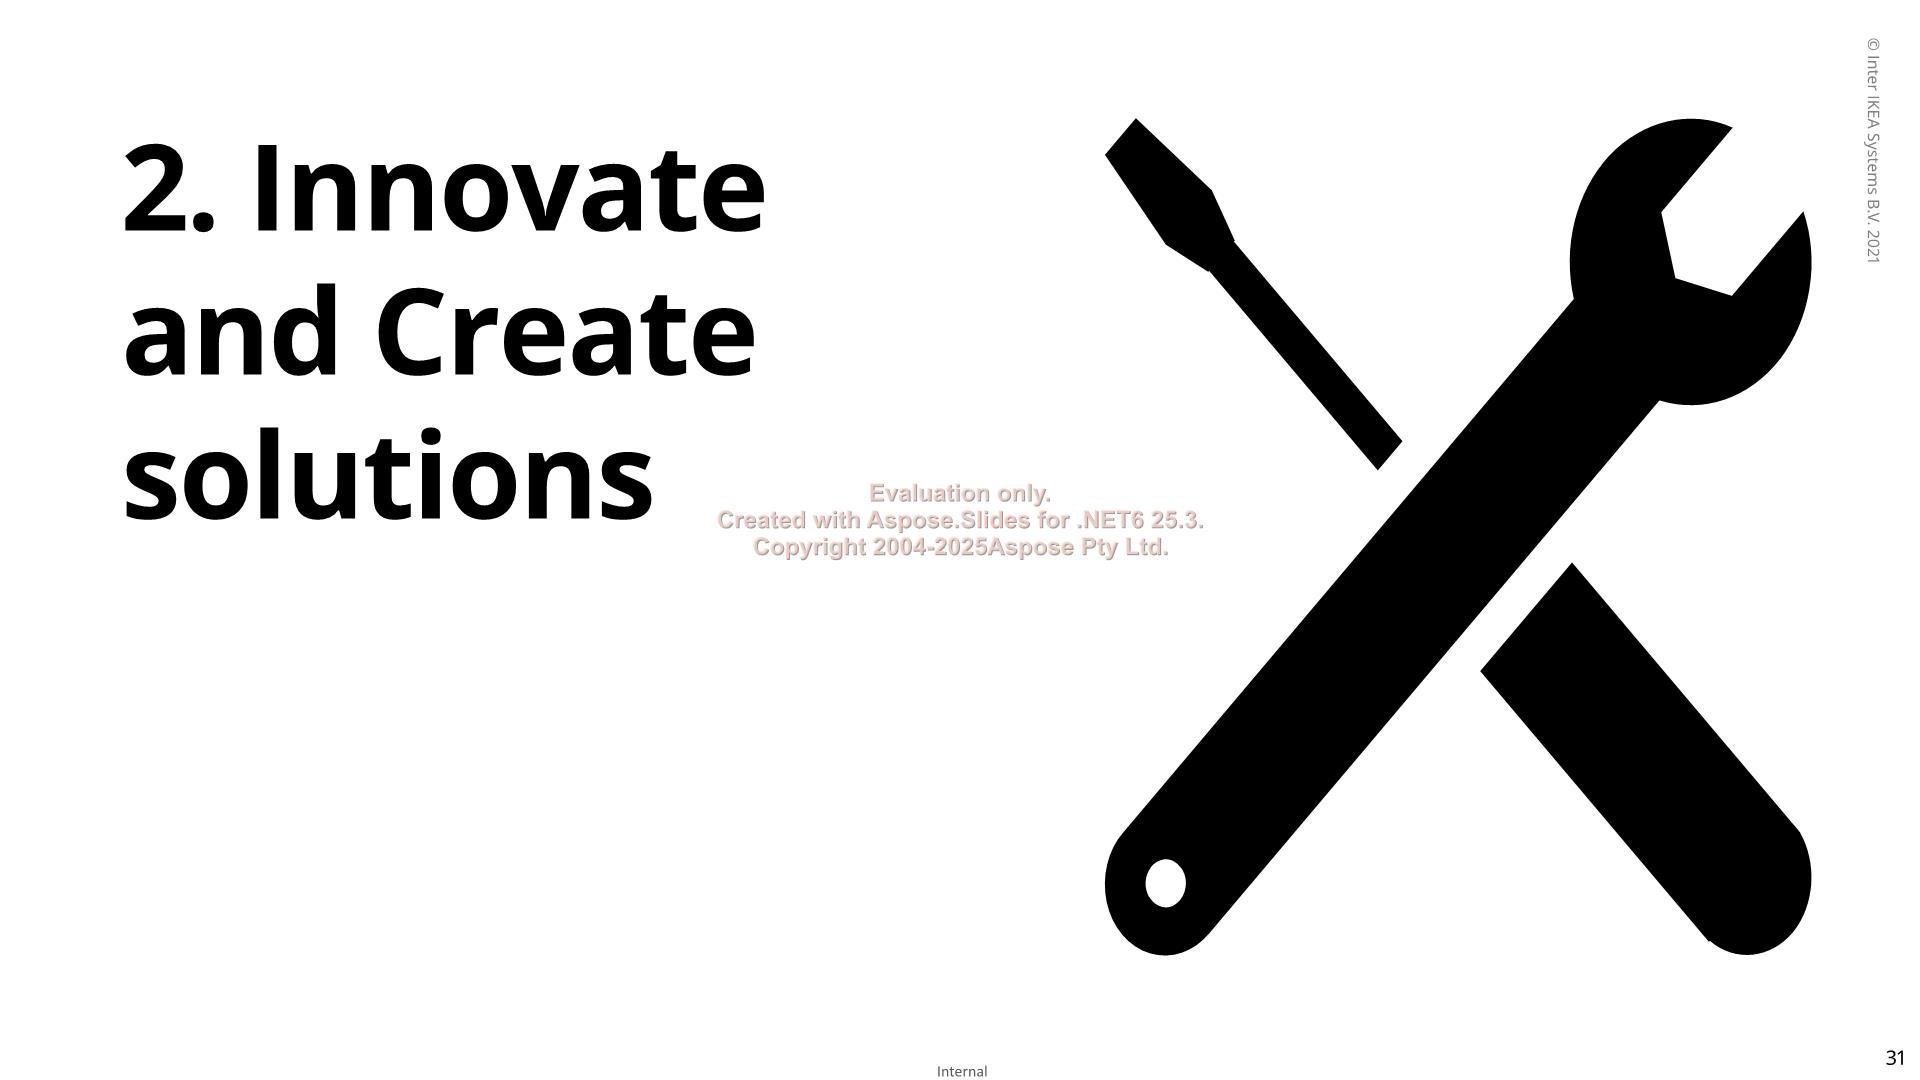 2. Innovate
and Create
solutions
© Inter IKEA Systems B.V. 2021
Evaluation only.
Created with Aspose.Slides for .NET6 25.3.
Copyright 2004-2025Aspose Pty Ltd.
Internal
31